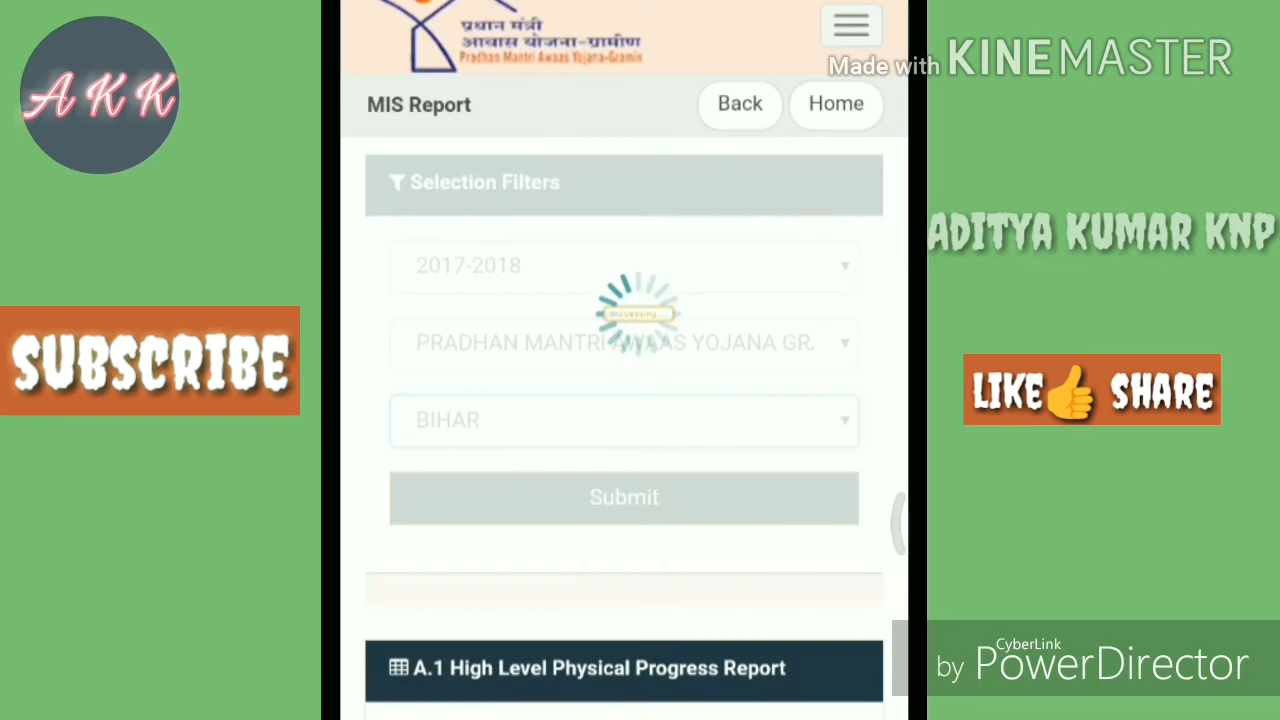 AKK
प्रधान मंत्री
आवास योजना-ग्रामीण
Pradhan Mantri Awaas Yojana-Gramin
Made with KINEMASTER
MIS Report
Back
Home
Selection Filters
2017-2018
processing...
PRADHAN MANTRI AWAAS YOJANA GRA
BIHAR
Submit
A.1 High Level Physical Progress Report
SUBSCRIBE
ADITYA KUMAR KNP
LIKE👍 SHARE
CyberLink
by PowerDirector